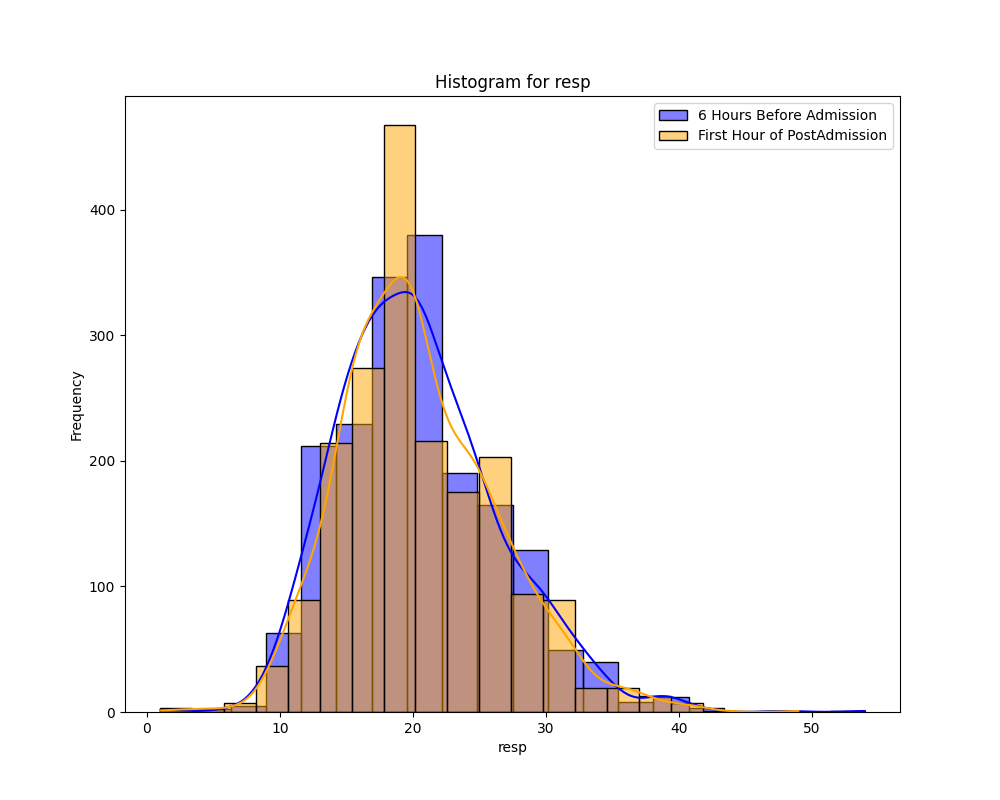 Histogram for resp
6 Hours Before Admission
First Hour of PostAdmission
Frequency
400
300
200
100
0
0 10 20 30 40 50
resp